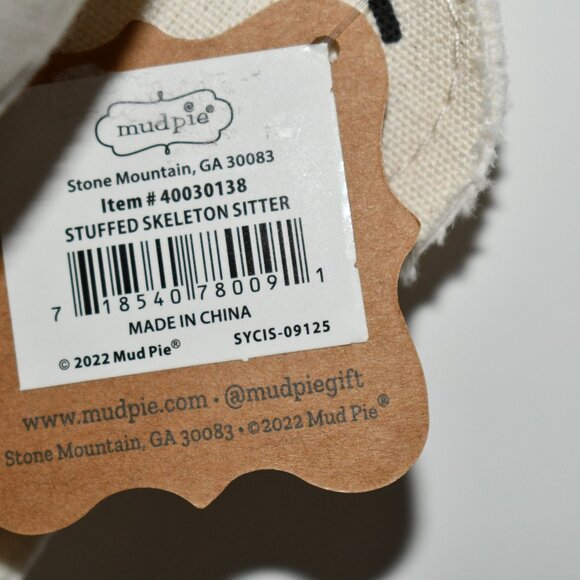 mudpie®
Stone Mountain, GA 30083
Item # 40030138
STUFFED SKELETON SITTER
7 18540 78009 1
MADE IN CHINA
© 2022 Mud Pie® SYCIS-09125
www.mudpie.com • @mudpiegift
Stone Mountain, GA 30083 • ©2022 Mud Pie®